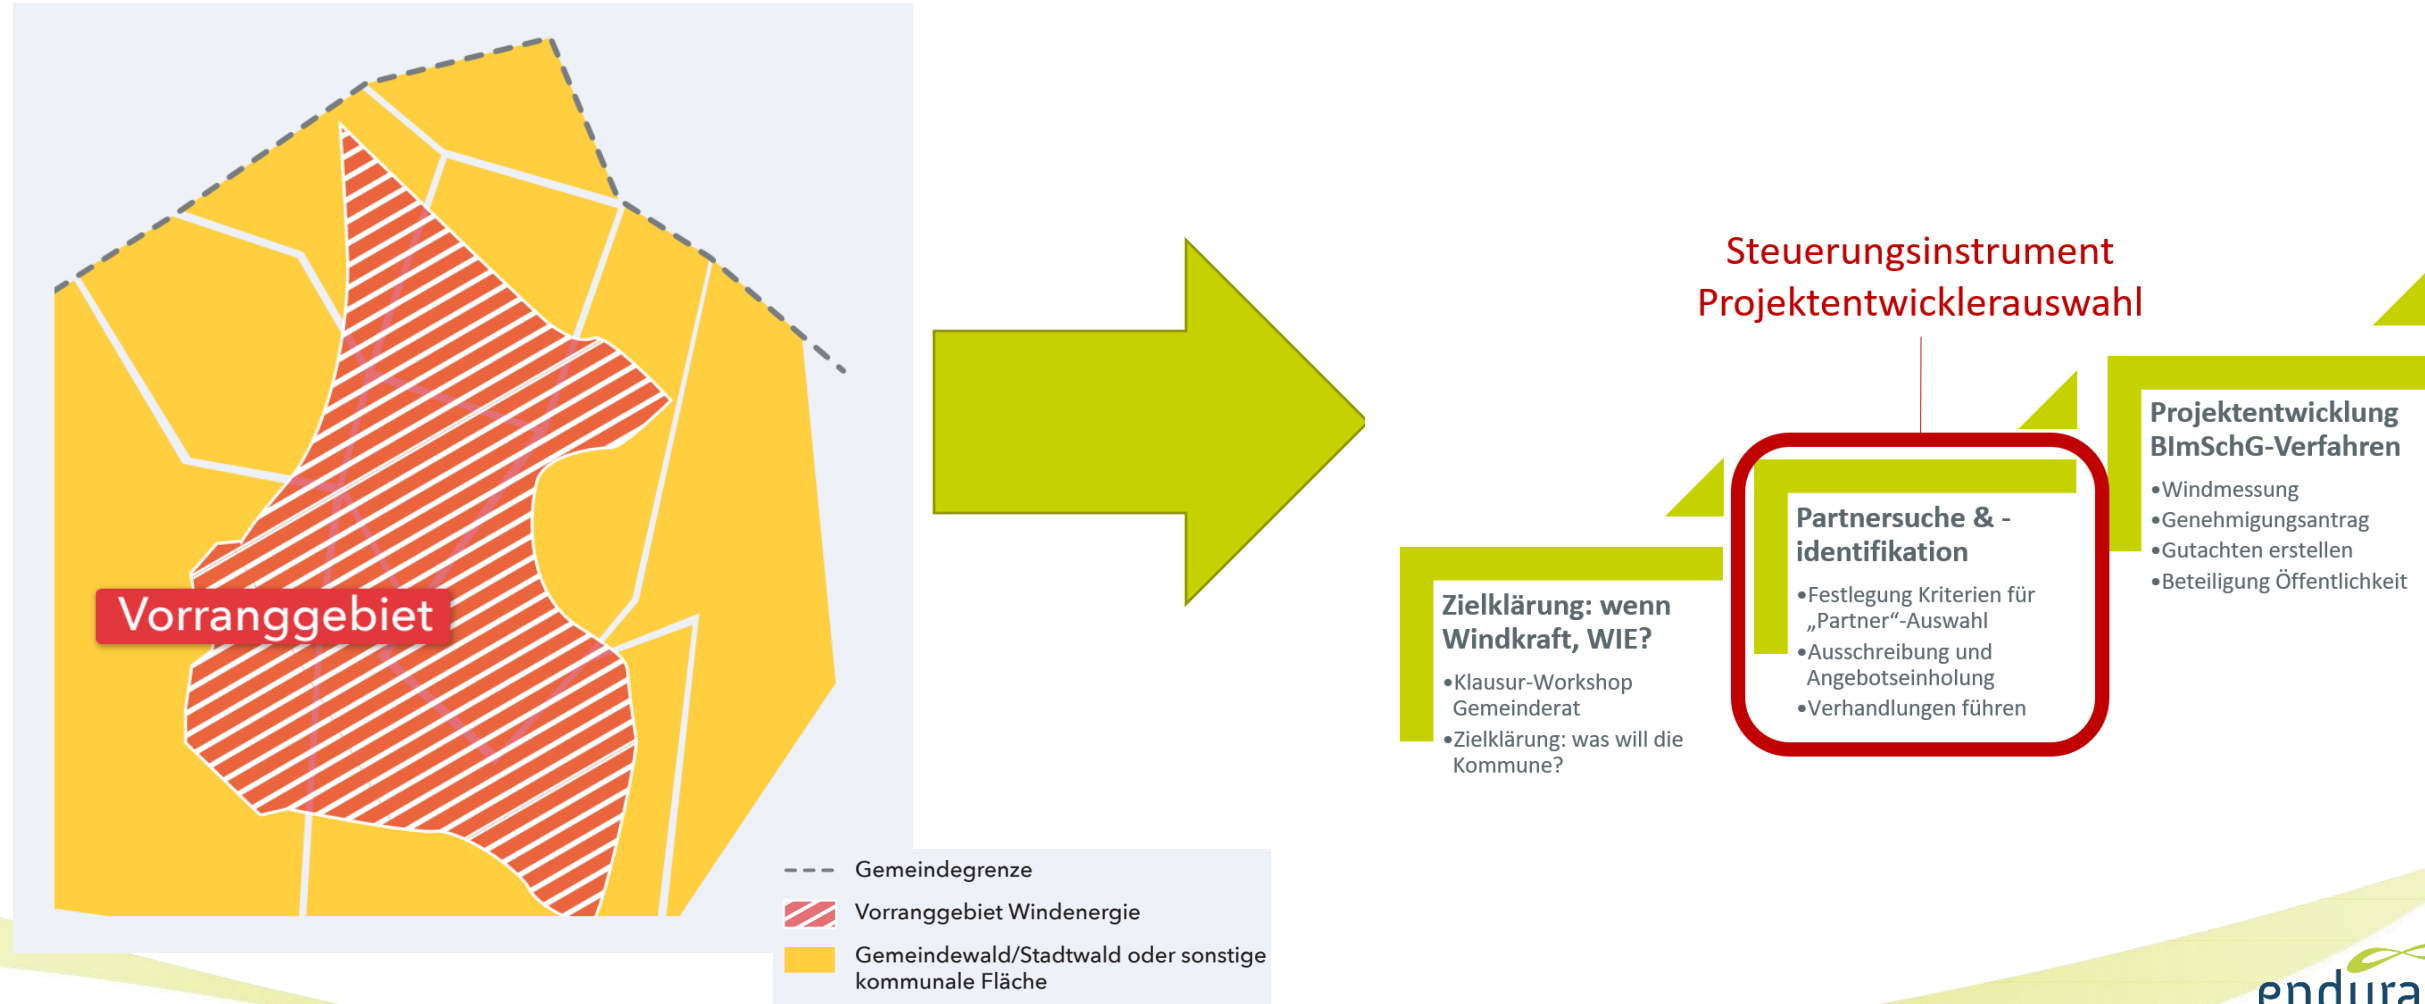 Vorranggebiet
Gemeindegrenze
Vorranggebiet Windenergie
Gemeindewald/Stadtwald oder sonstige
kommunale Fläche
Steuerungsinstrument
Projektentwicklerauswahl
Zielklärung: wenn
Windkraft, WIE?
•Klausur-Workshop
Gemeinderat
•Zielklärung: was will die
Kommune?
Partnersuche & -
identifikation
•Festlegung Kriterien für
„Partner“-Auswahl
•Ausschreibung und
Angebotseinholung
•Verhandlungen führen
Projektentwicklung
BImSchG-Verfahren
•Windmessung
•Genehmigungsantrag
•Gutachten erstellen
•Beteiligung Öffentlichkeit
endura